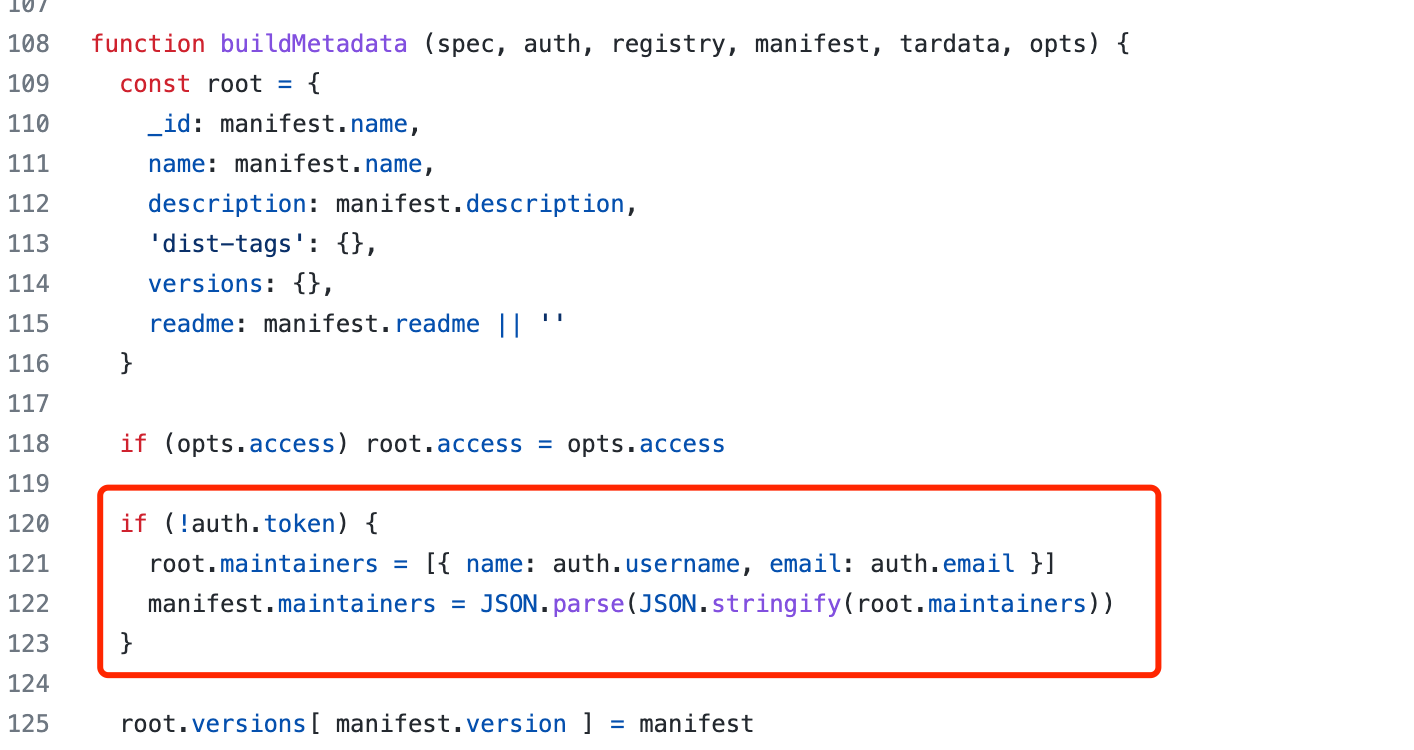 107
108 function buildMetadata (spec, auth, registry, manifest, tardata, opts) {
109 const root = {
110 _id: manifest.name,
111 name: manifest.name,
112 description: manifest.description,
113 'dist-tags': {},
114 versions: {},
115 readme: manifest.readme || ''
116 }
117
118 if (opts.access) root.access = opts.access
119
120 if (!auth.token) {
121 root.maintainers = [{ name: auth.username, email: auth.email }]
122 manifest.maintainers = JSON.parse(JSON.stringify(root.maintainers))
123 }
124
125 root.versions[ manifest.version ] = manifest